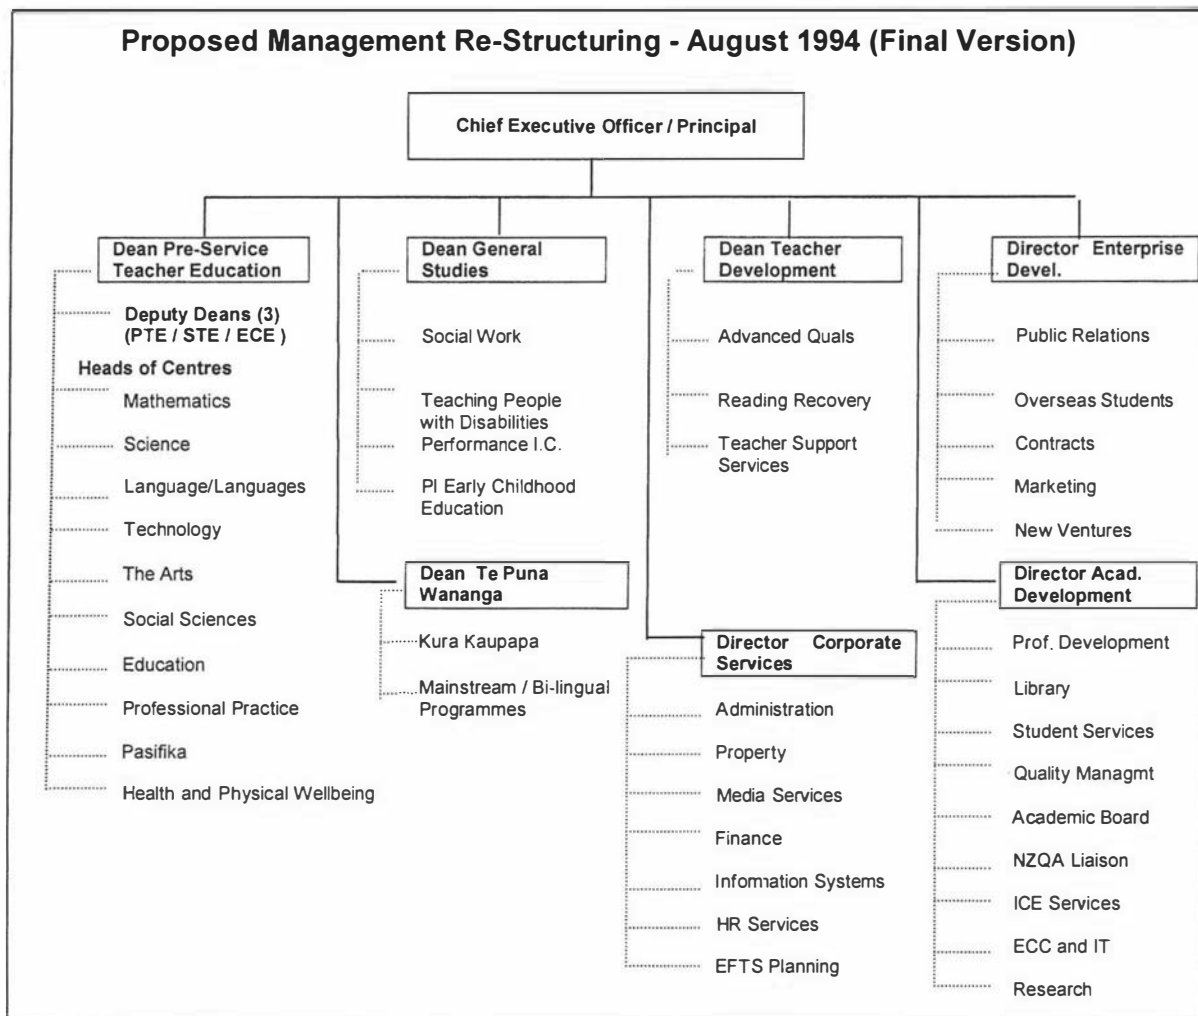 Proposed Management Re-Structuring - August 1994 (Final Version)
Chief Executive Officer / Principal
Dean Pre-Service
Teacher Education
Deputy Deans (3)
(PTE / STE / ECE )
Heads of Centres
Mathematics
Science
Language/Languages
Technology
The Arts
Social Sciences
Education
Professional Practice
Pasifika
Health and Physical Wellbeing
Dean General
Studies
Social Work
Teaching People
with Disabilities
Performance I.C.
PI Early Childhood
Education
Dean Te Puna
Wananga
Kura Kaupapa
Mainstream / Bi-lingual
Programmes
Dean Teacher
Development
Advanced Quals
Reading Recovery
Teacher Support
Services
Director Corporate
Services
Administration
Property
Media Services
Finance
Information Systems
HR Services
EFTS Planning
Director Enterprise
Devel.
Public Relations
Overseas Students
Contracts
Marketing
New Ventures
Director Acad.
Development
Prof. Development
Library
Student Services
Quality Managmt
Academic Board
NZQA Liaison
ICE Services
ECC and IT
Research